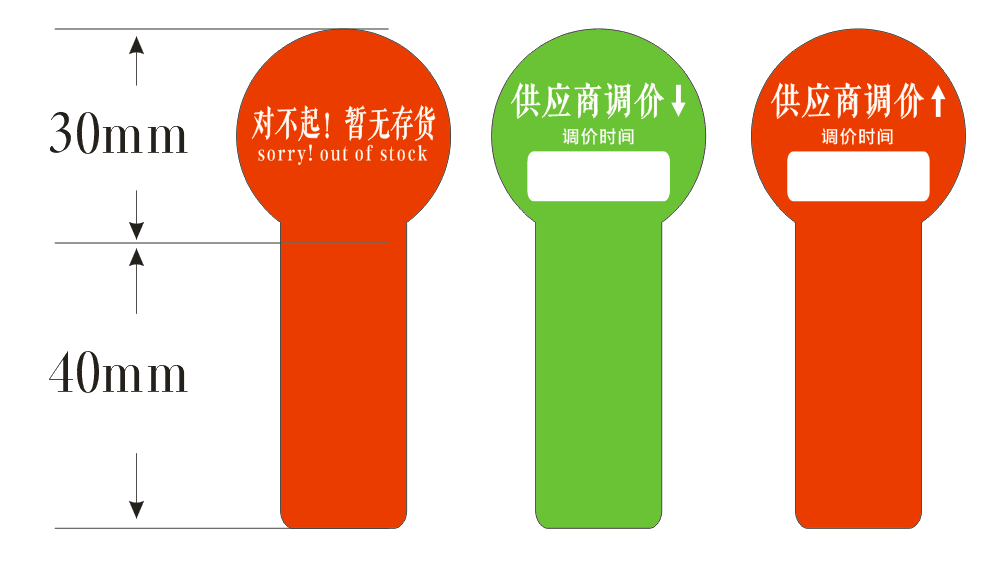 30mm
40mm
对不起！暂无存货
sorry! out of stock
供应商调价↓
调价时间
供应商调价↑
调价时间